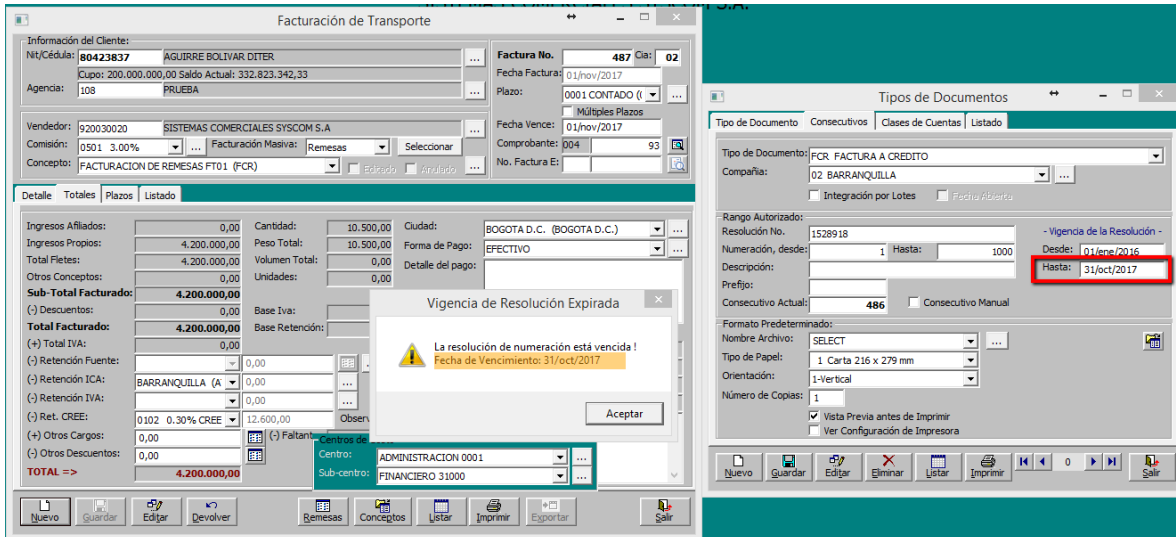 Facturación de Transporte
Información del Cliente:
Nit/Cédula: 80423837 AGUIRRE BOLIVAR DITER ...
Cupo: 200.000.000,00 Saldo Actual: 332.823.342,33
Agencia: 108 PRUEBA ...
Vendedor: 920030020 SISTEMAS COMERCIALES SYSCOM S.A ...
Comisión: 0501 3.00% ... Facturación Masiva: Remesas Seleccionar
Concepto: FACTURACION DE REMESAS FT01 (FCR) Editado Anulado ...
Factura No. 487 Cia: 02
Fecha Factura: 01/nov/2017
Plazo: 0001 CONTADO (( ...
Múltiples Plazos
Fecha Vence: 01/nov/2017
Comprobante: 004 93
No. Factura E:
Detalle Totales Plazos Listado
Ingresos Afiliados: 0,00 Cantidad: 10.500,00 Ciudad: BOGOTA D.C. (BOGOTA D.C.) ...
Ingresos Propios: 4.200.000,00 Peso Total: 10.500,00 Forma de Pago: EFECTIVO ...
Total Fletes: 4.200.000,00 Volumen Total: 0,00 Detalle del pago:
Otros Conceptos: 0,00 Unidades: 0,00
Sub-Total Facturado: 4.200.000,00
(-) Descuentos: 0,00 Base Iva:
Total Facturado: 4.200.000,00 Base Retención:
(+) Total IVA: 0,00
(-) Retención Fuente: 0,00
(-) Retención ICA: BARRANQUILLA (A 0,00 ...
(-) Retención IVA: 0,00 ...
(-) Ret. CREE: 0102 0.30% CREE 12.600,00 Observ
(+) Otros Cargos: 0,00 (-) Faltant
(-) Otros Descuentos: 0,00
TOTAL => 4.200.000,00
Centros de
Centro: ADMINISTRACION 0001 ...
Sub-centro: FINANCIERO 31000 ...
Nuevo Guardar Editar Devolver Remesas Conceptos Listar Imprimir Exportar Salir
Vigencia de Resolución Expirada
La resolución de numeración está vencida !
Fecha de Vencimiento: 31/oct/2017
Aceptar
Tipos de Documentos
Tipo de Documento Consecutivos Clases de Cuentas Listado
Tipo de Documento: FCR FACTURA A CREDITO
Compañia: 02 BARRANQUILLA ...
Integración por Lotes Fecha Abierta
Rango Autorizado:
Resolución No. 1528918 - Vigencia de la Resolución -
Numeración, desde: 1 Hasta: 1000 Desde: 01/ene/2016
Descripción: Hasta: 31/oct/2017
Prefijo:
Consecutivo Actual: 486 Consecutivo Manual
Formato Predeterminado:
Nombre Archivo: SELECT ...
Tipo de Papel: 1 Carta 216 x 279 mm
Orientación: 1-Vertical
Número de Copias: 1
Vista Previa antes de Imprimir
Ver Configuración de Impresora
Nuevo Guardar Editar Eliminar Listar Imprimir 0 Salir